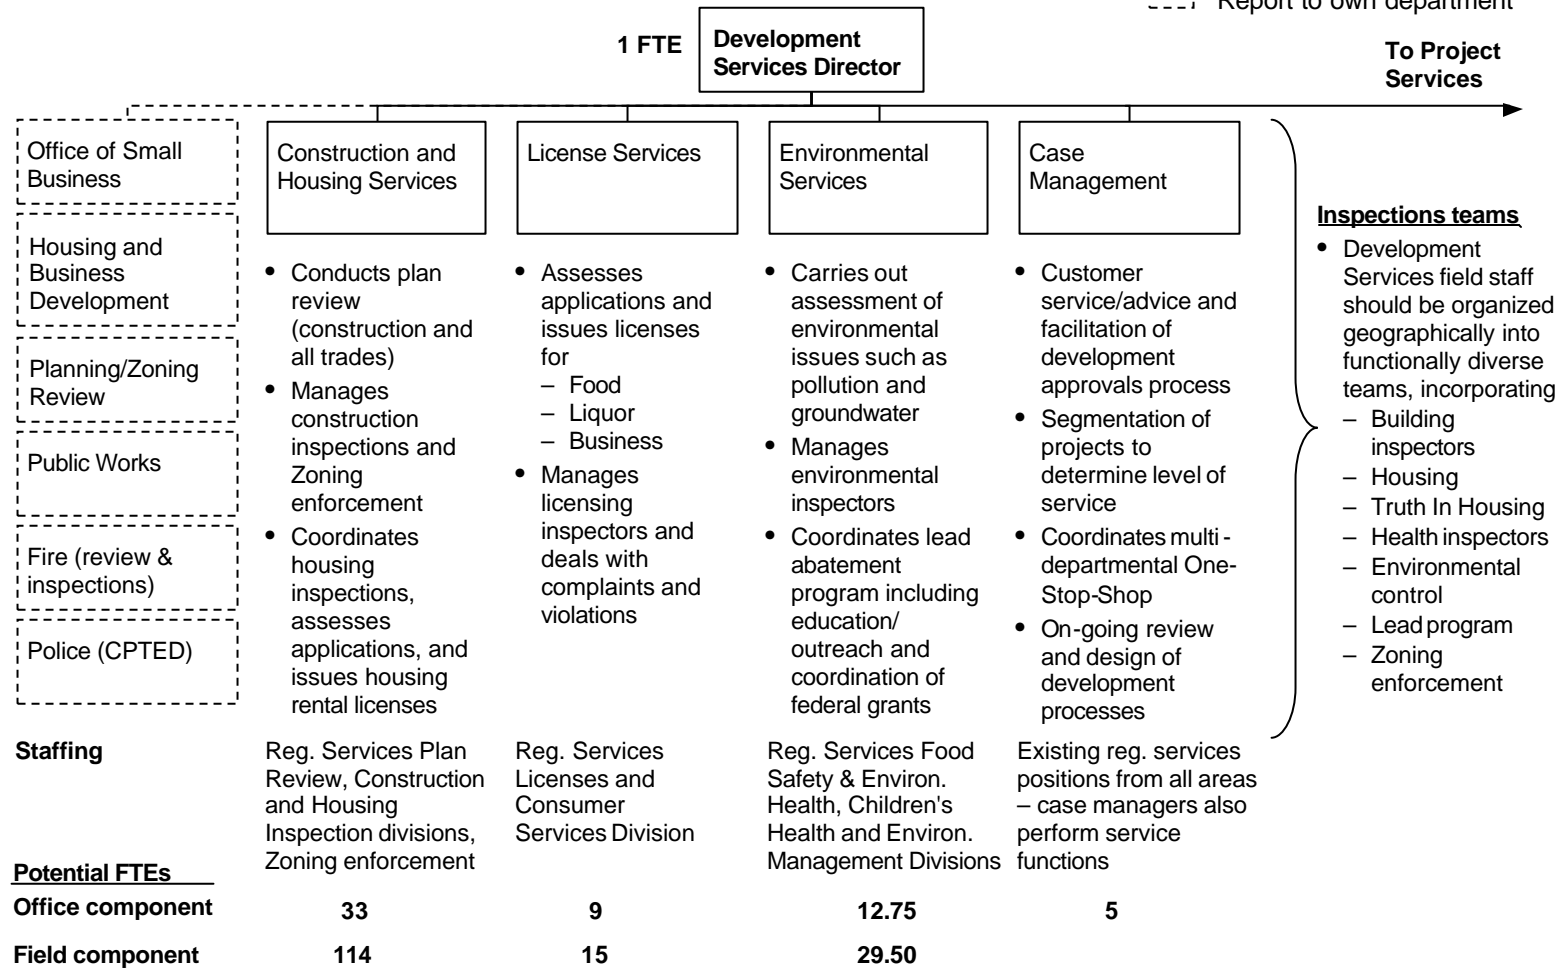 Report to own department
1 FTE
Development
Services Director
To Project
Services
Office of Small
Business
Housing and
Business
Development
Planning/Zoning
Review
Public Works
Fire (review &
inspections)
Police (CPTED)
Construction and
Housing Services
• Conducts plan
review
(construction and
all trades)
• Manages
construction
inspections and
Zoning
enforcement
• Coordinates
housing
inspections,
assesses
applications, and
issues housing
rental licenses
License Services
• Assesses
applications and
issues licenses
for
– Food
– Liquor
– Business
• Manages
licensing
inspectors and
deals with
complaints and
violations
Environmental
Services
• Carries out
assessment of
environmental
issues such as
pollution and
groundwater
• Manages
environmental
inspectors
• Coordinates lead
abatement
program including
education/
outreach and
coordination of
federal grants
Case
Management
• Customer
service/advice and
facilitation of
development
approvals process
• Segmentation of
projects to
determine level of
service
• Coordinates multi-
departmental One-
Stop-Shop
• On-going review
and design of
development
processes
Inspections teams
• Development
Services field staff
should be organized
geographically into
functionally diverse
teams, incorporating
– Building
inspectors
– Housing
– Truth In Housing
– Health inspectors
– Environmental
control
– Lead program
– Zoning
enforcement
Staffing
Reg. Services Plan
Review, Construction
and Housing
Inspection divisions,
Zoning enforcement
Reg. Services
Licenses and
Consumer
Services Division
Reg. Services Food
Safety & Environ.
Health, Children's
Health and Environ.
Management Divisions
Existing reg. services
positions from all areas
– case managers also
perform service
functions
Potential FTEs
Office component 33 9 12.75 5
Field component 114 15 29.50